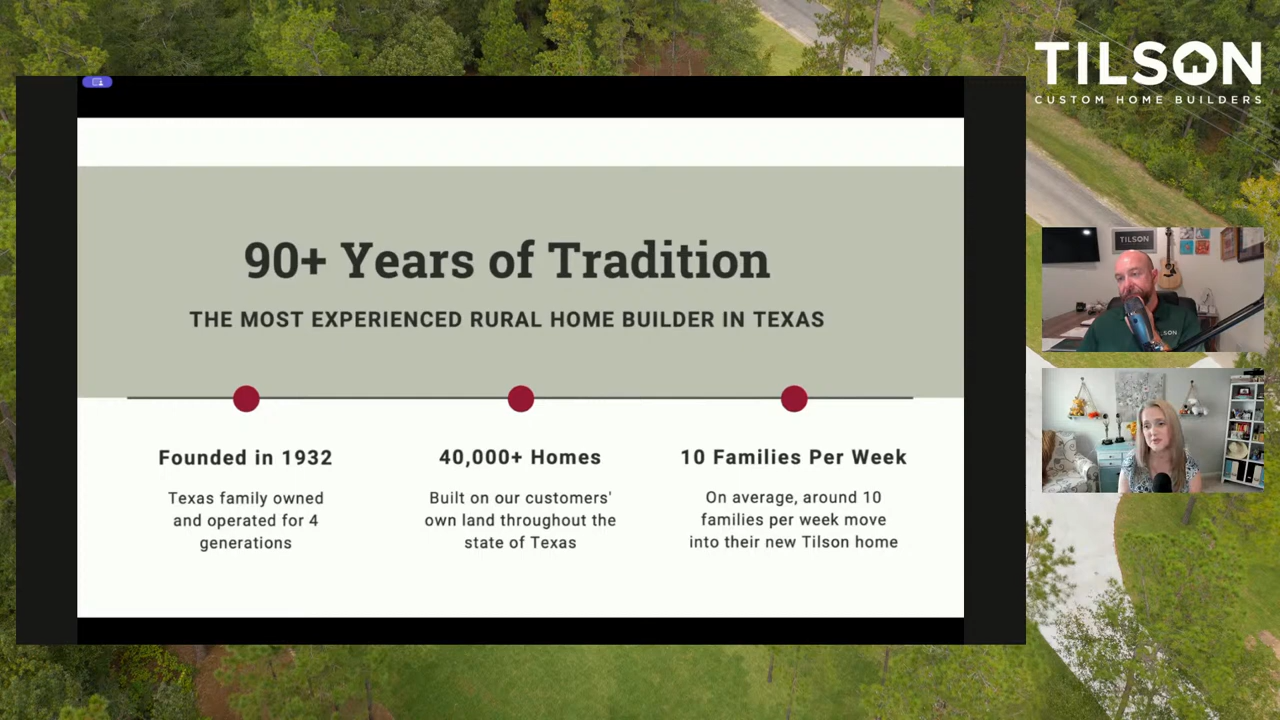 TILSON
CUSTOM HOME BUILDERS
90+ Years of Tradition
THE MOST EXPERIENCED RURAL HOME BUILDER IN TEXAS
Founded in 1932
Texas family owned
and operated for 4
generations
40,000+ Homes
Built on our customers'
own land throughout the
state of Texas
10 Families Per Week
On average, around 10
families per week move
into their new Tilson home
TILSON
LSON